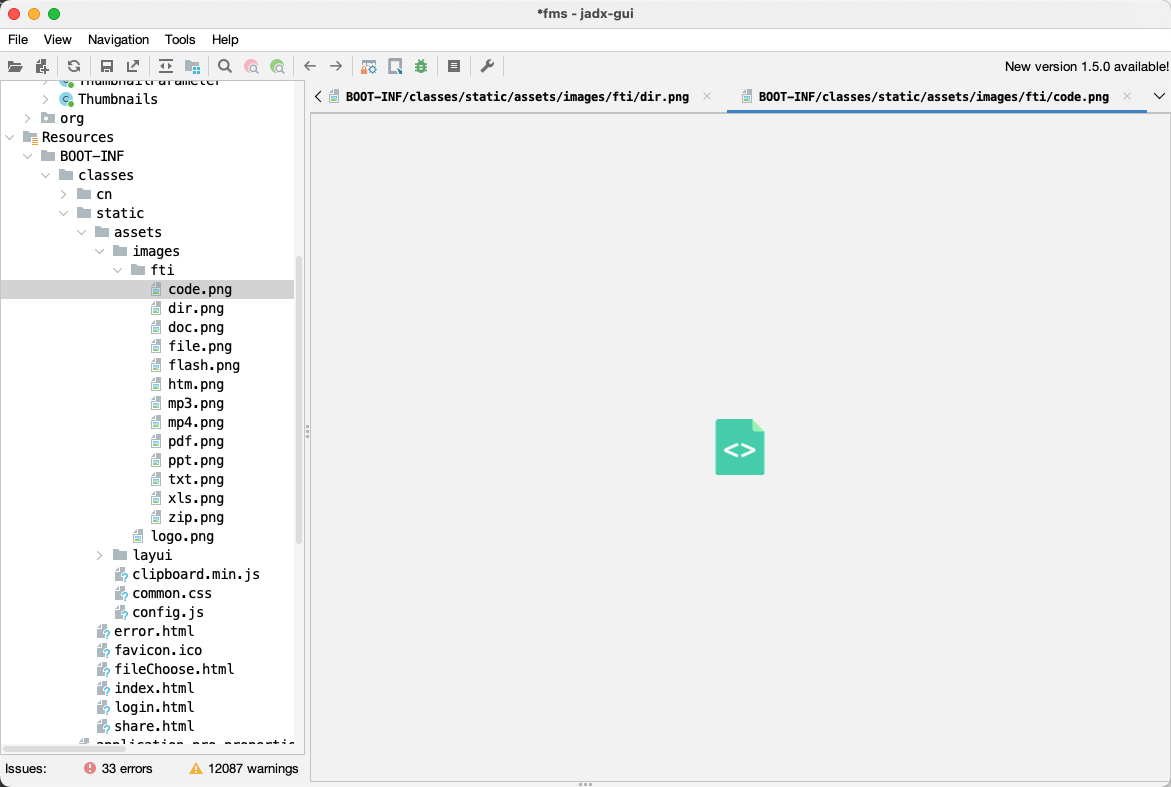 *fms - jadx-gui
File View Navigation Tools Help
New version 1.5.0 available!
BOOT-INF/classes/static/assets/images/fti/dir.png
BOOT-INF/classes/static/assets/images/fti/code.png
ThumbnailParameter
Thumbnails
org
Resources
BOOT-INF
classes
cn
static
assets
images
fti
code.png
dir.png
doc.png
file.png
flash.png
htm.png
mp3.png
mp4.png
pdf.png
ppt.png
txt.png
xls.png
zip.png
logo.png
layui
clipboard.min.js
common.css
config.js
error.html
favicon.ico
fileChoose.html
index.html
login.html
share.html
Issues: 33 errors 12087 warnings